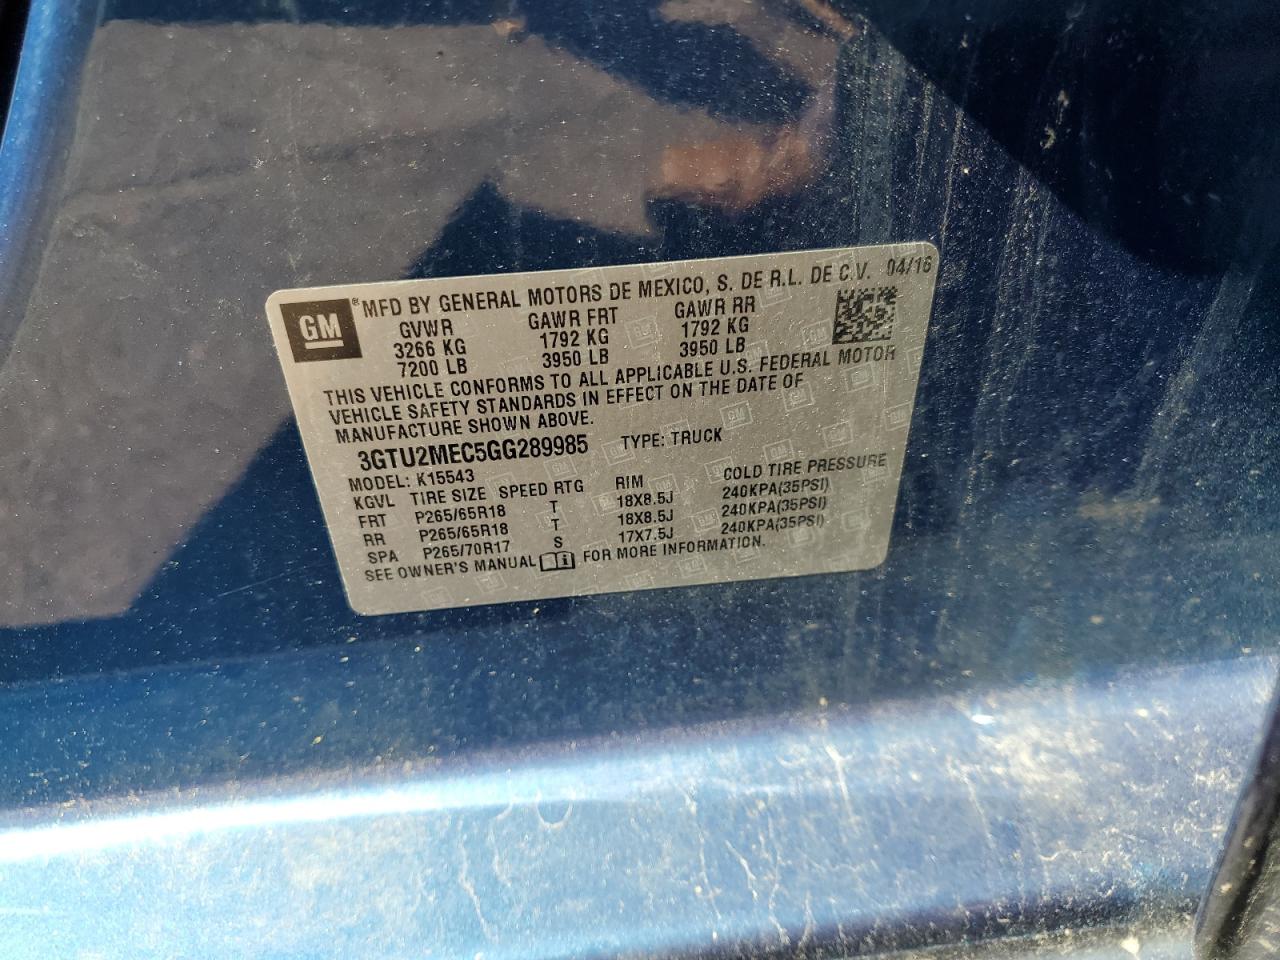 GM ® MFD BY GENERAL MOTORS DE MEXICO, S. DE R.L. DE C.V. 04/16
GVWR GAWR FRT GAWR RR
3266 KG 1792 KG 1792 KG
7200 LB 3950 LB 3950 LB
THIS VEHICLE CONFORMS TO ALL APPLICABLE U.S. FEDERAL MOTOR
VEHICLE SAFETY STANDARDS IN EFFECT ON THE DATE OF
MANUFACTURE SHOWN ABOVE.
3GTU2MEC5GG289985 TYPE: TRUCK
MODEL: K15543
KGVL TIRE SIZE SPEED RTG RIM COLD TIRE PRESSURE
FRT P265/65R18 T 18X8.5J 240KPA(35PSI)
RR P265/65R18 T 18X8.5J 240KPA(35PSI)
SPA P265/70R17 S 17X7.5J 240KPA(35PSI)
SEE OWNER'S MANUAL FOR MORE INFORMATION.